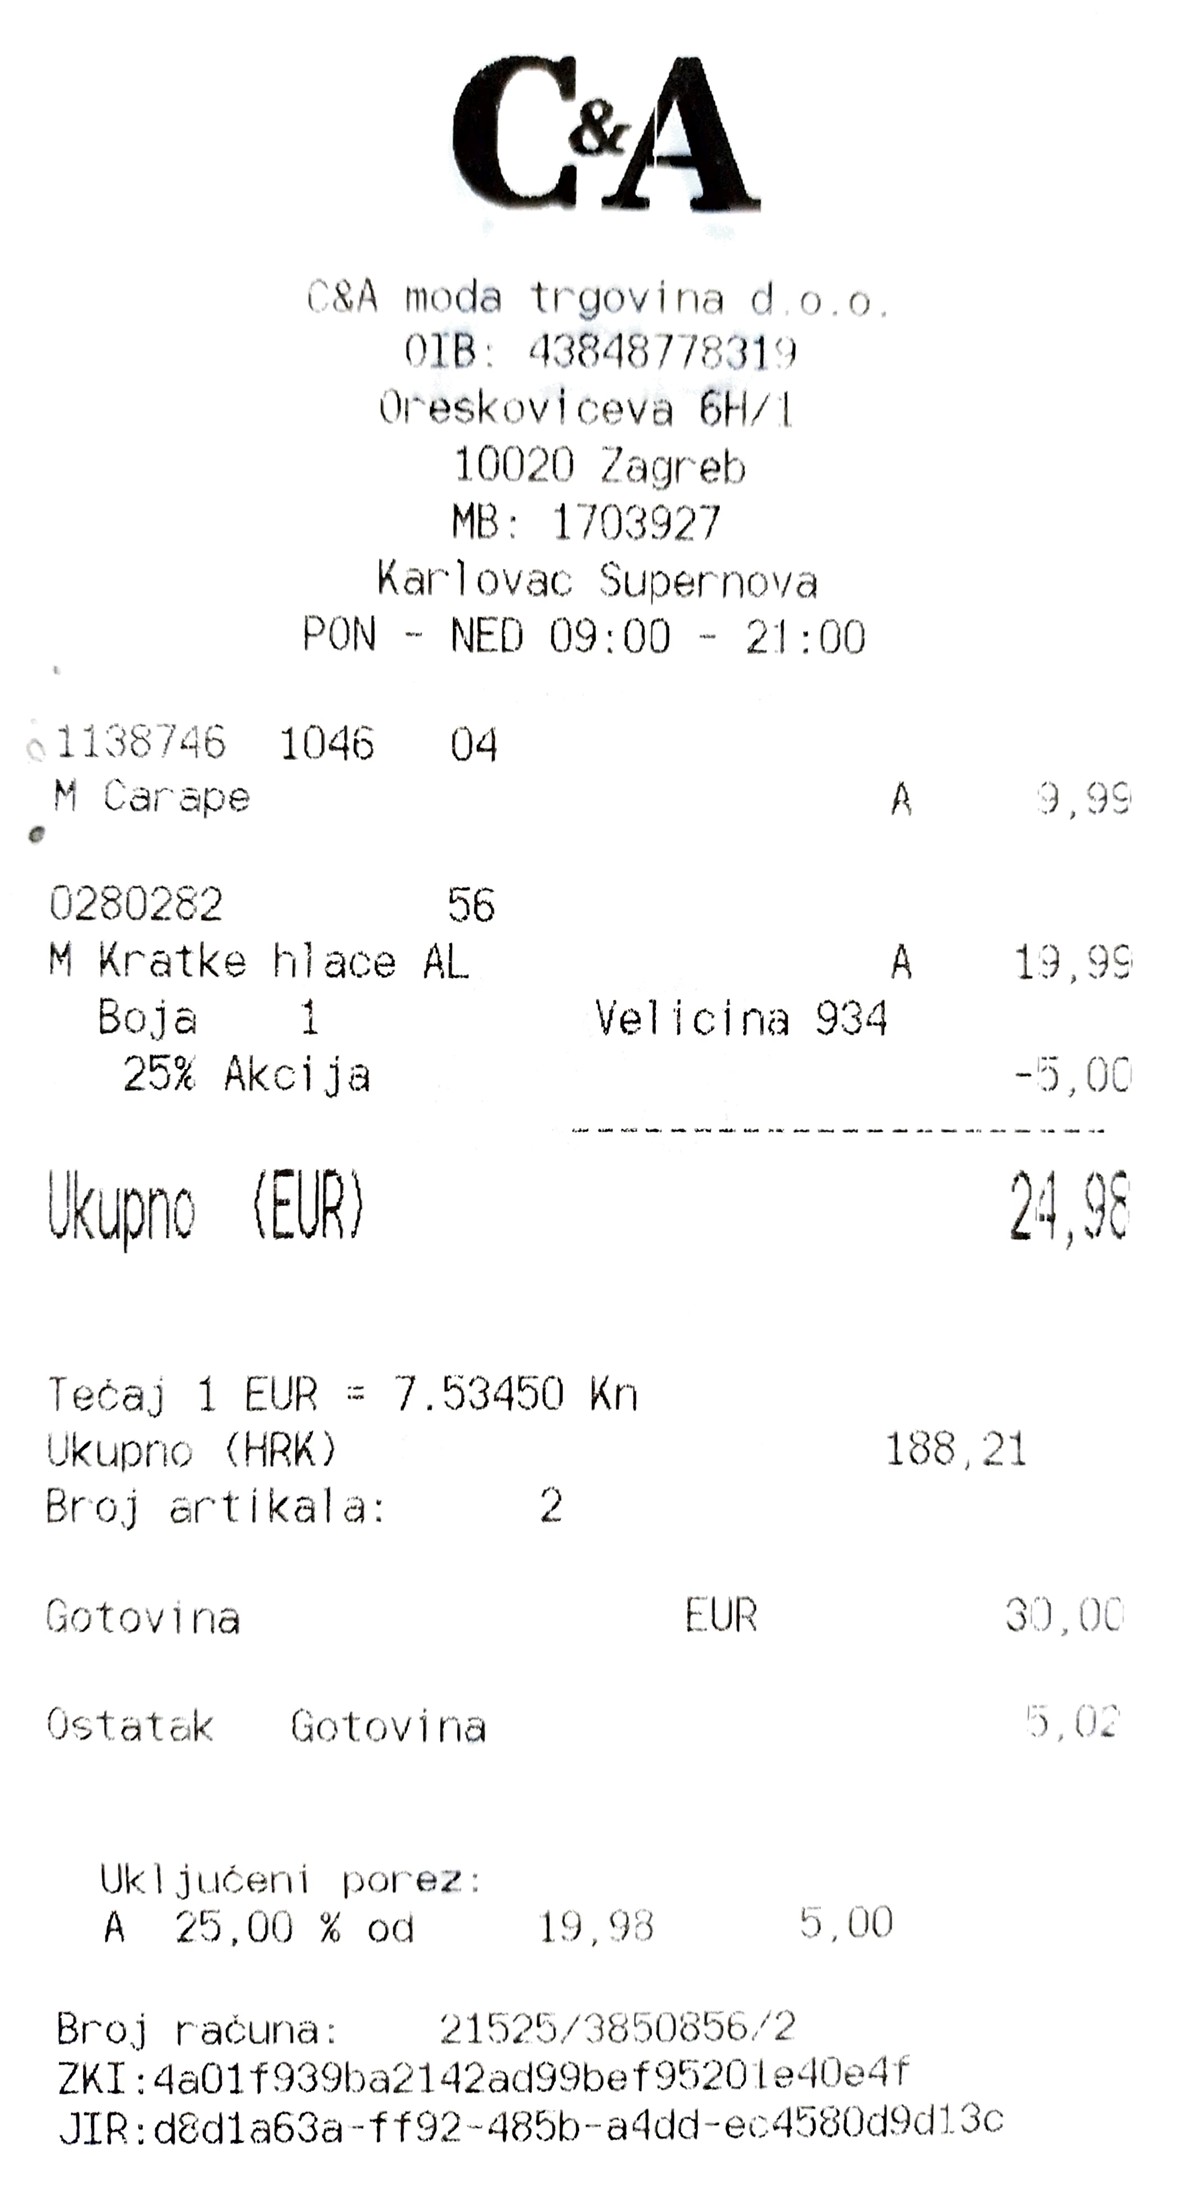 C&A
C&A moda trgovina d.o.o.
OIB: 43848778319
Oreskoviceva 6H/1
10020 Zagreb
MB: 1703927
Karlovac Supernova
PON - NED 09:00 - 21:00
1138746 1046 04
M Carape A 9,99
0280282 56
M Kratke hlace AL A 19,99
Boja 1 Velicina 934
25% Akcija -5,00
Ukupno (EUR) 24,98
Tećaj 1 EUR = 7.53450 Kn
Ukupno (HRK) 188,21
Broj artikala: 2
Gotovina EUR 30,00
Ostatak Gotovina 5,02
Uključeni porez:
A 25,00 % od 19,98 5,00
Broj računa: 21525/3850856/2
ZKI:4a01f939ba2142ad99bef95201e40e4f
JIR:d8d1a63a-ff92-485b-a4dd-ec4580d9d13c